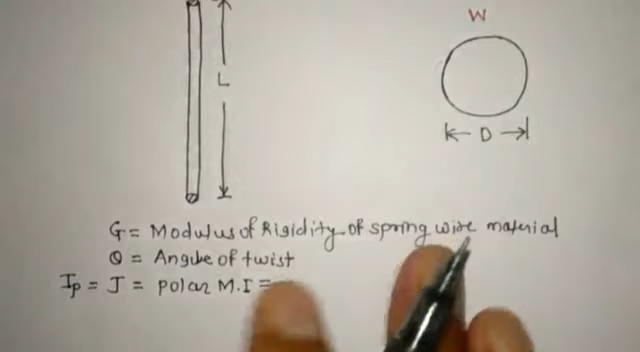 W
L
D
G = Modulus of Rigidity of spring wire material
θ = Angle of twist
Ip = J = polar M.I =